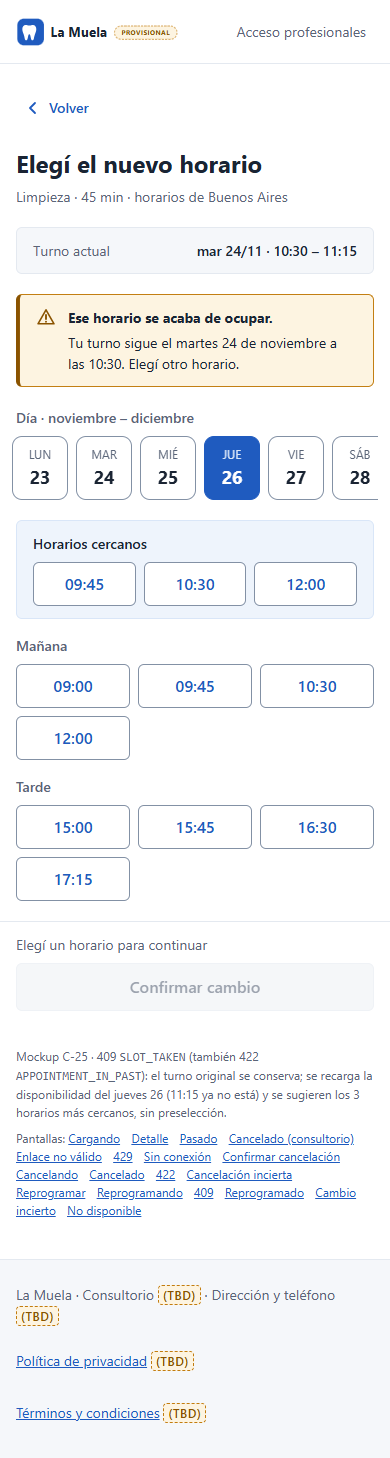 La Muela PROVISIONAL Acceso profesionales
Volver
Elegí el nuevo horario
Limpieza · 45 min · horarios de Buenos Aires
Turno actual mar 24/11 · 10:30 – 11:15
Ese horario se acaba de ocupar.
Tu turno sigue el martes 24 de noviembre a
las 10:30. Elegí otro horario.
Día · noviembre – diciembre
LUN MAR MIÉ JUE VIE SÁB
23 24 25 26 27 28
Horarios cercanos
09:45 10:30 12:00
Mañana
09:00 09:45 10:30
12:00
Tarde
15:00 15:45 16:30
17:15
Elegí un horario para continuar
Confirmar cambio
Mockup C-25 · 409 SLOT_TAKEN (también 422
APPOINTMENT_IN_PAST): el turno original se conserva; se recarga la
disponibilidad del jueves 26 (11:15 ya no está) y se sugieren los 3
horarios más cercanos, sin preselección.
Pantallas: Cargando Detalle Pasado Cancelado (consultorio)
Enlace no válido 429 Sin conexión Confirmar cancelación
Cancelando Cancelado 422 Cancelación incierta
Reprogramar Reprogramando 409 Reprogramado Cambio
incierto No disponible
La Muela · Consultorio (TBD) · Dirección y teléfono
(TBD)
Política de privacidad (TBD)
Términos y condiciones (TBD)